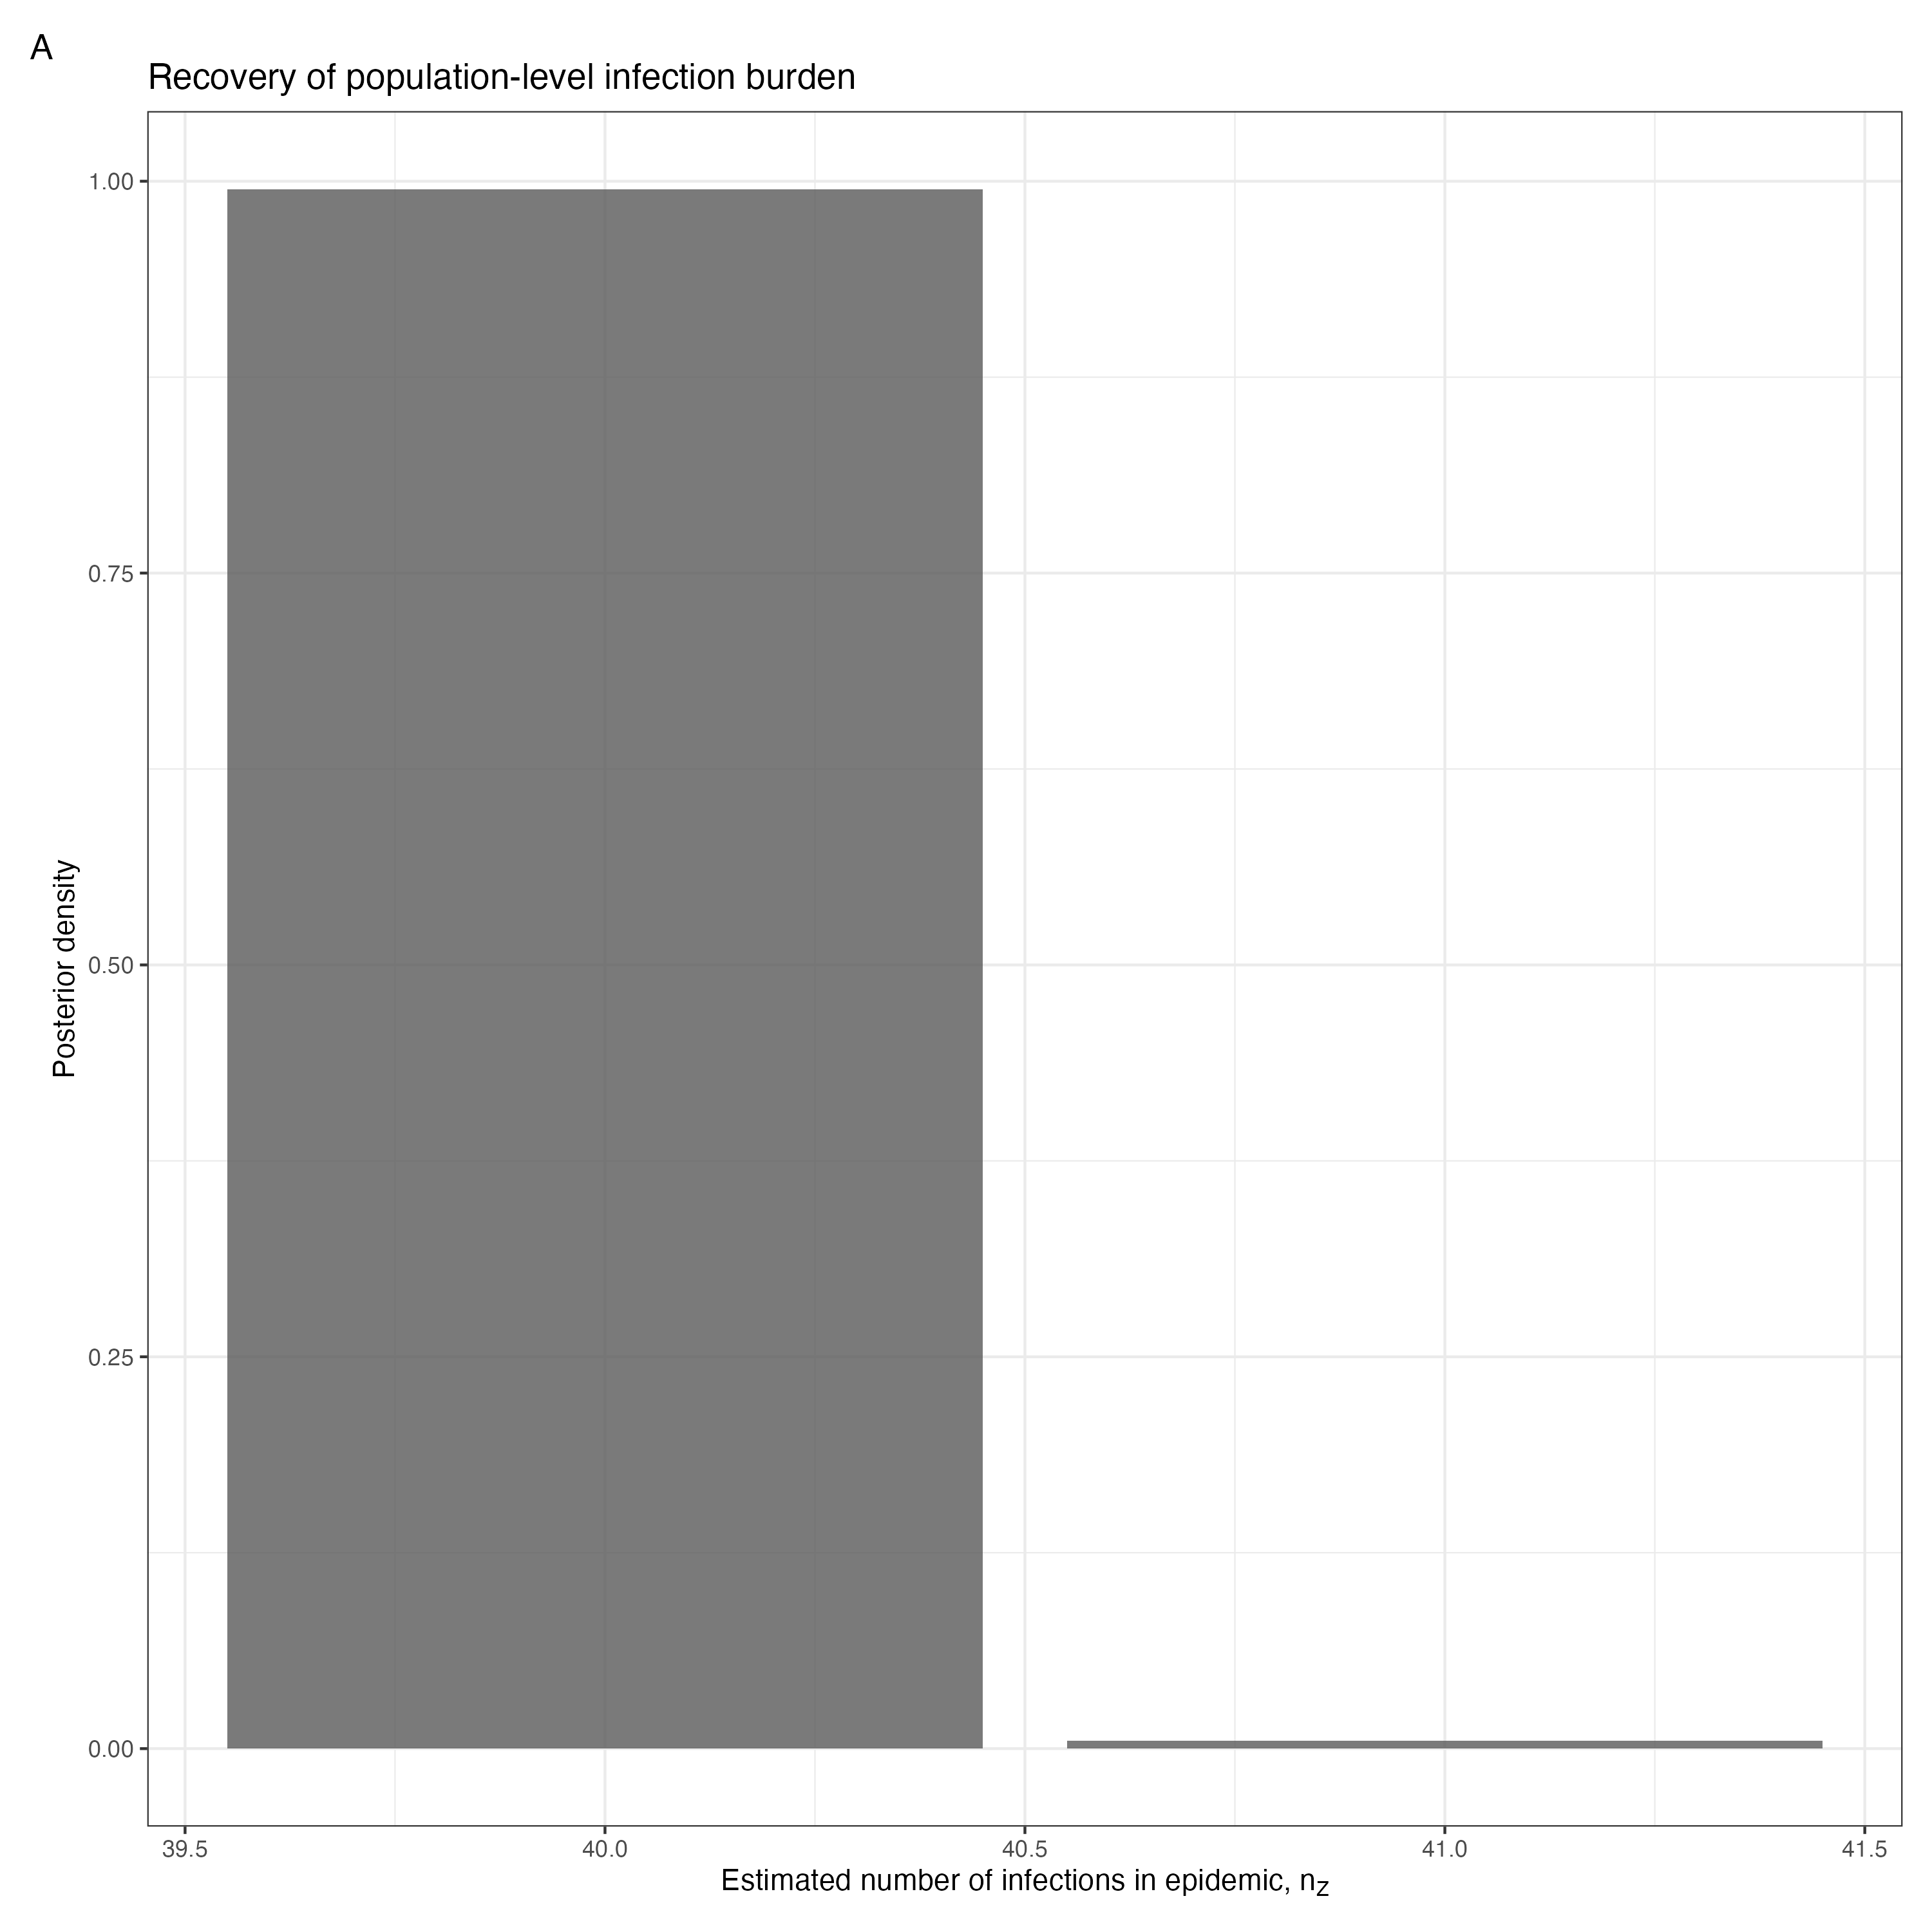 A
Recovery of population-level infection burden
1.00
0.75
0.50
0.25
0.00
Posterior density
39.5
40.0
40.5
41.0
41.5
Estimated number of infections in epidemic, nz